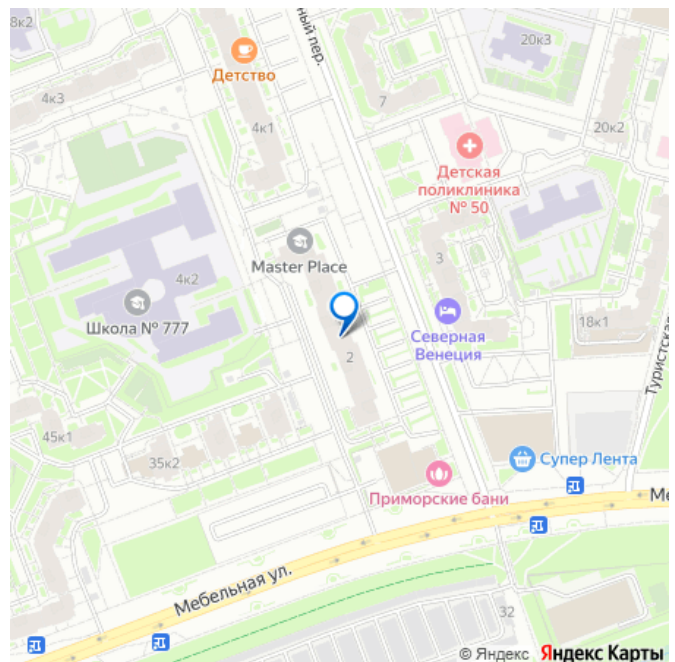 8к2
ный пер.
20к3
Детство
4к3
7
4к1
20к2
Детская
поликлиника
№ 50
Master Place
3
4к2
Школа № 777
18к1
Северная
Венеция
2
Туристская
45к1
35к2
Супер Лента
Приморские бани
Ме
Мебельная ул.
32
© Яндекс Яндекс Карты